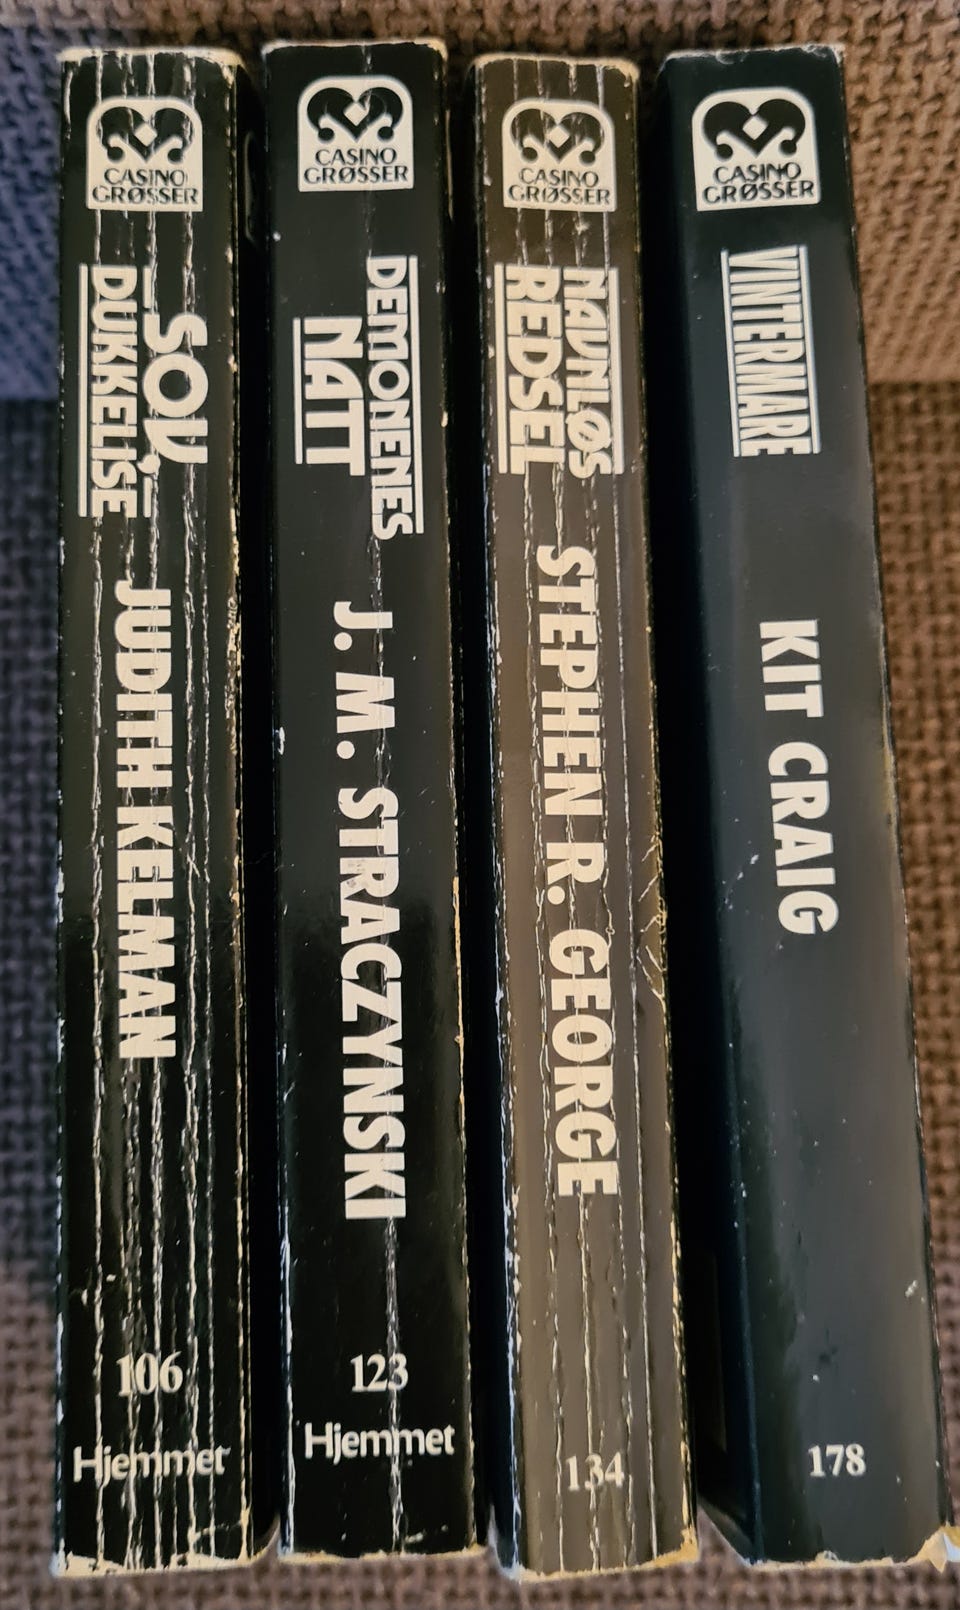 CASINO
GRØSSER
SOV,
DUKKELISE
JUDITH KELMAN
106
Hjemmet
CASINO
GRØSSER
DEMONENES
NATT
J. M. STRACZYNSKI
123
Hjemmet
CASINO
GRØSSER
NAVNLØS
REDSEL
STEPHEN R. GEORGE
134
CASINO
GRØSSER
VINTERMARE
KIT CRAIG
178